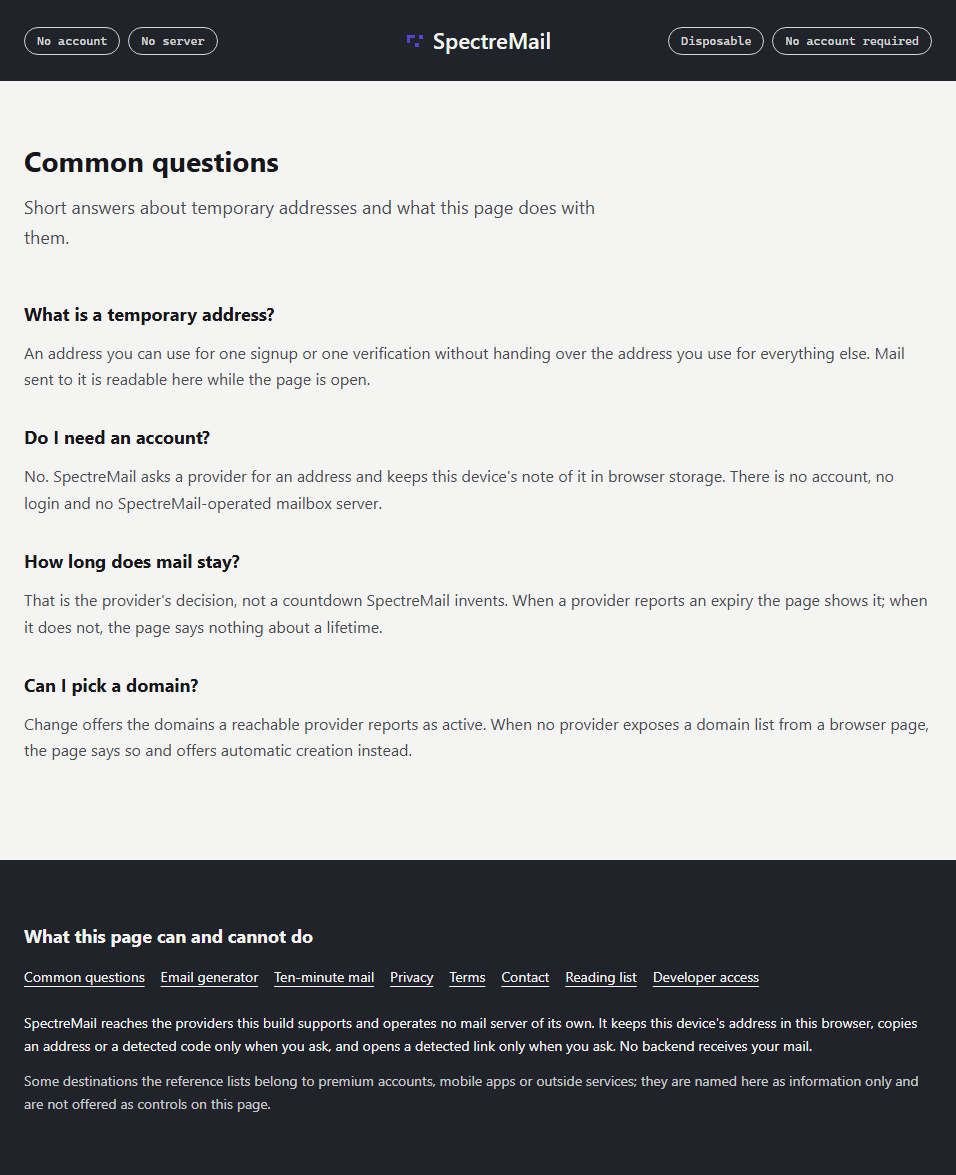 No account
No server
SpectreMail
Disposable
No account required
Common questions
Short answers about temporary addresses and what this page does with
them.
What is a temporary address?
An address you can use for one signup or one verification without handing over the address you use for everything else. Mail
sent to it is readable here while the page is open.
Do I need an account?
No. SpectreMail asks a provider for an address and keeps this device's note of it in browser storage. There is no account, no
login and no SpectreMail-operated mailbox server.
How long does mail stay?
That is the provider's decision, not a countdown SpectreMail invents. When a provider reports an expiry the page shows it; when
it does not, the page says nothing about a lifetime.
Can I pick a domain?
Change offers the domains a reachable provider reports as active. When no provider exposes a domain list from a browser page,
the page says so and offers automatic creation instead.
What this page can and cannot do
Common questions Email generator Ten-minute mail Privacy Terms Contact Reading list Developer access
SpectreMail reaches the providers this build supports and operates no mail server of its own. It keeps this device's address in this browser, copies
an address or a detected code only when you ask, and opens a detected link only when you ask. No backend receives your mail.
Some destinations the reference lists belong to premium accounts, mobile apps or outside services; they are named here as information only and
are not offered as controls on this page.